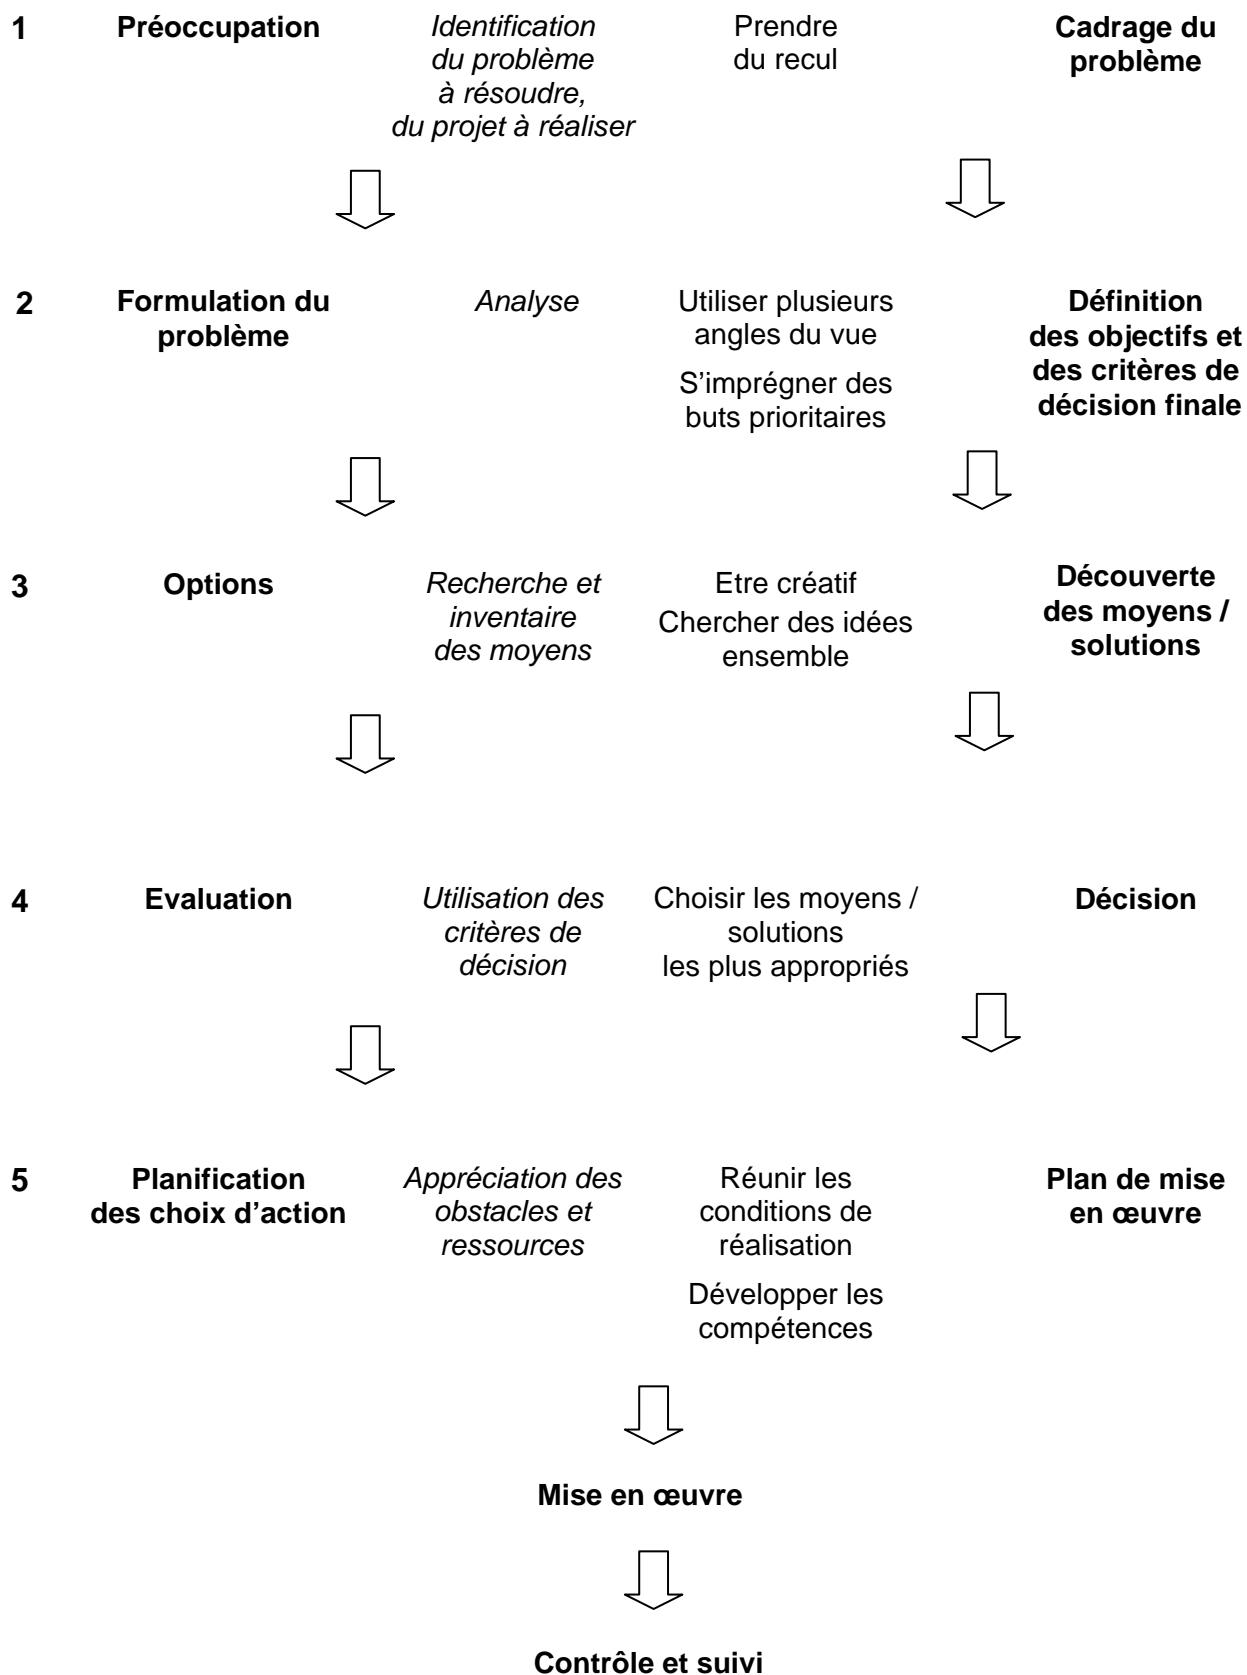 1
Préoccupation
Identification
du problème
à résoudre,
du projet à réaliser
Prendre
du recul
Cadrage du
problème
2
Formulation du
problème
Analyse
Utiliser plusieurs
angles du vue
S'imprégner des
buts prioritaires
Définition
des objectifs et
des critères de
décision finale
3
Options
Recherche et
inventaire
des moyens
Etre créatif
Chercher des idées
ensemble
Découverte
des moyens /
solutions
4
Evaluation
Utilisation des
critères de
décision
Choisir les moyens /
solutions
les plus appropriés
Décision
5
Planification
des choix d'action
Appréciation des
obstacles et
ressources
Réunir les
conditions de
réalisation
Développer les
compétences
Plan de mise
en œuvre
Mise en œuvre
Contrôle et suivi